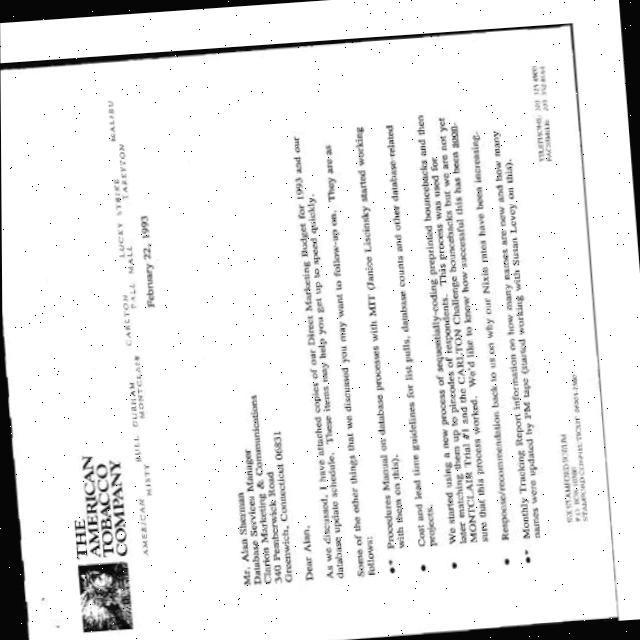 THE
AMERICAN
TOBACCO
COMPANY
AMERICAN MISTY BULL DURHAM CARLTON LUCKY STRIKE MALIBU
MONTCLAIR PALL MALL TAREYTON
February 22, 1993
Mr. Alan Sherman
Database Services Manager
Clarion Marketing & Communications
340 Pemberwick Road
Greenwich, Connecticut 06831
Dear Alan,
As we discussed, I have attached copies of our Direct Marketing Budget for 1993 and our
database update schedule. These items may help you get up to speed quickly.
Some of the other things that we discussed you may want to follow-up on. They are as
follows:
•* Procedures Manual on database processes with MIT (Janice Liscinsky started working
with them on this).
• Cost and lead time guidelines for list pulls, database counts and other database-related
projects.
• We started using a new process of sequentially-coding preprinted bouncebacks and then
later matching them up to pincodes of respondents. This process was used for
MONTCLAIR Trial #1 and the CARLTON Challenge bouncebacks but we are not yet
sure that this process worked. We'd like to know how successful this has been soon.
• Response/recommendation back to us on why our Nixie rates have been increasing.
•* Monthly Tracking Report information on how many names are new and how many
names were updated by PM tape (started working with Susan Levey on this).
SIX STAMFORD FORUM
P.O. BOX
STAMFORD, CONNECTICUT
TELEPHONE: 203
FACSIMILE: 203